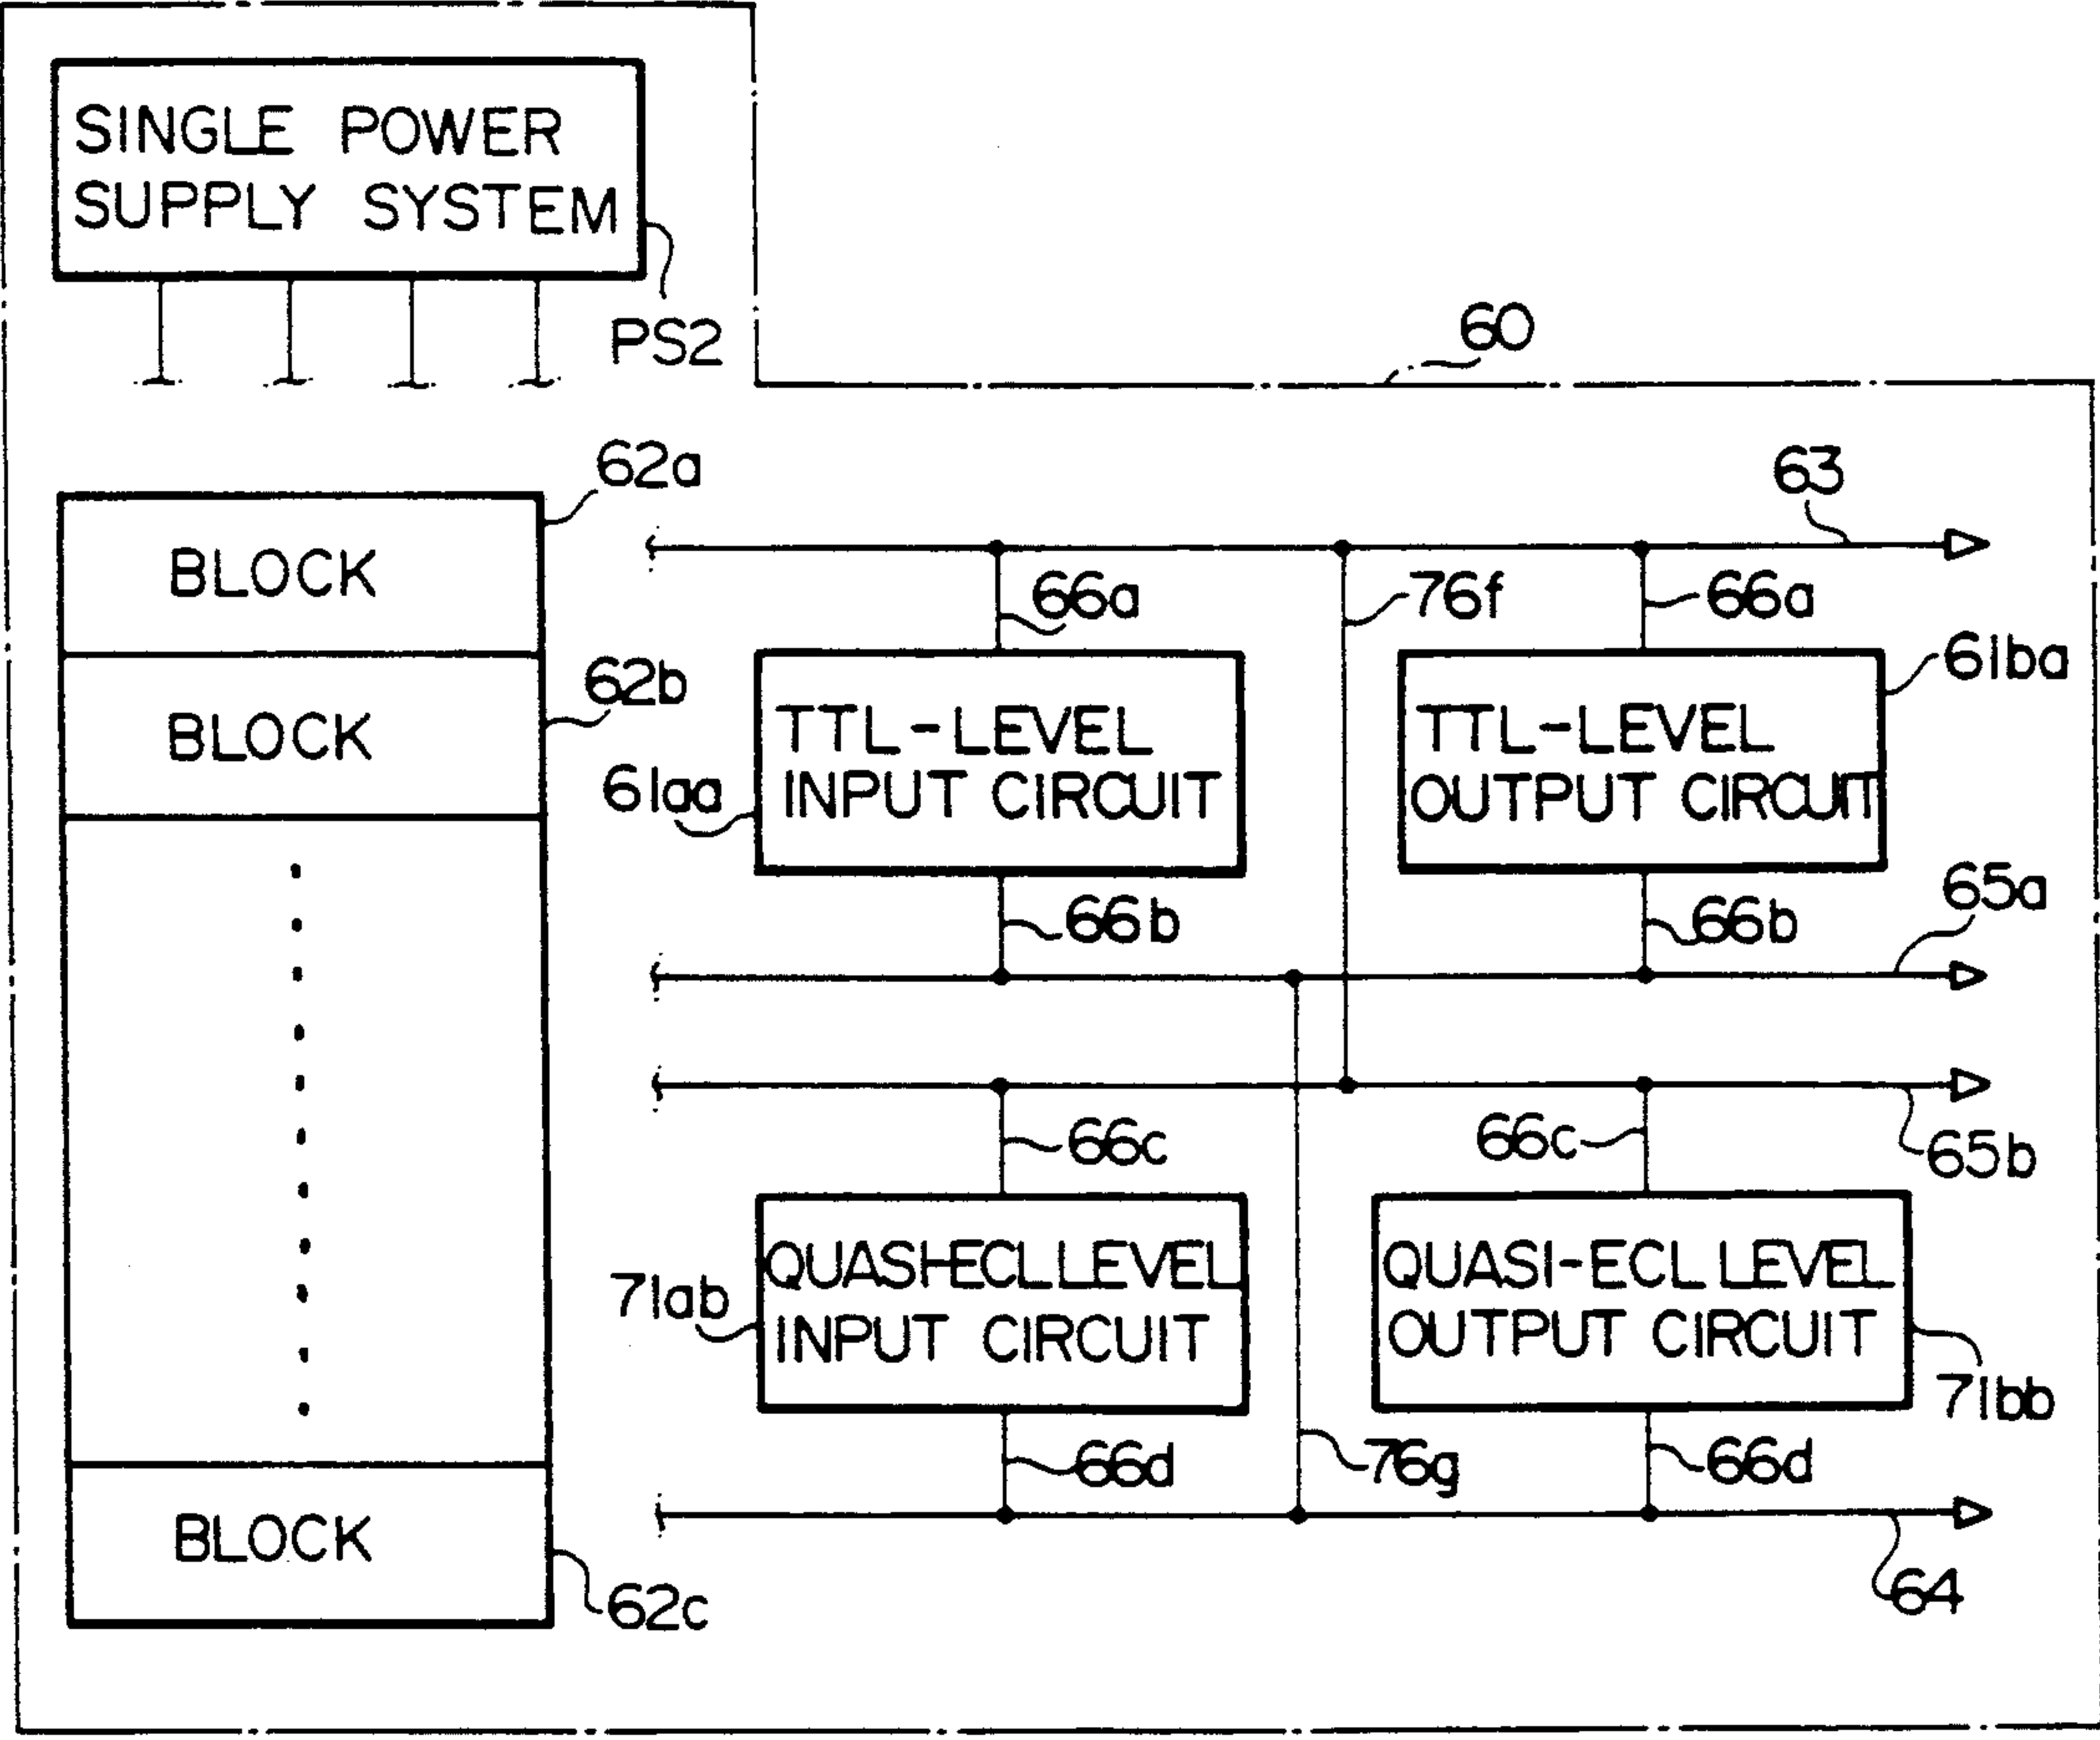 SINGLE POWER
SUPPLY SYSTEM
PS2
60
62a
63
BLOCK
66a
76f
66a
61ba
62b
BLOCK
TTL-LEVEL
INPUT CIRCUIT
TTL-LEVEL
OUTPUT CIRCUIT
61aa
65a
66b
66b
66c
66c
65b
QUASI-ECL LEVEL
INPUT CIRCUIT
QUASI-ECL LEVEL
OUTPUT CIRCUIT
71ab
71bb
66d
76g
66d
BLOCK
62c
64